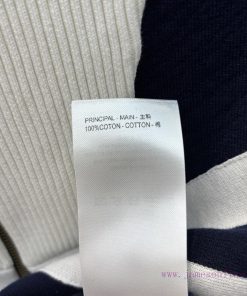 PRINCIPAL - MAIN - 主料
100%COTON - COTTON - 棉